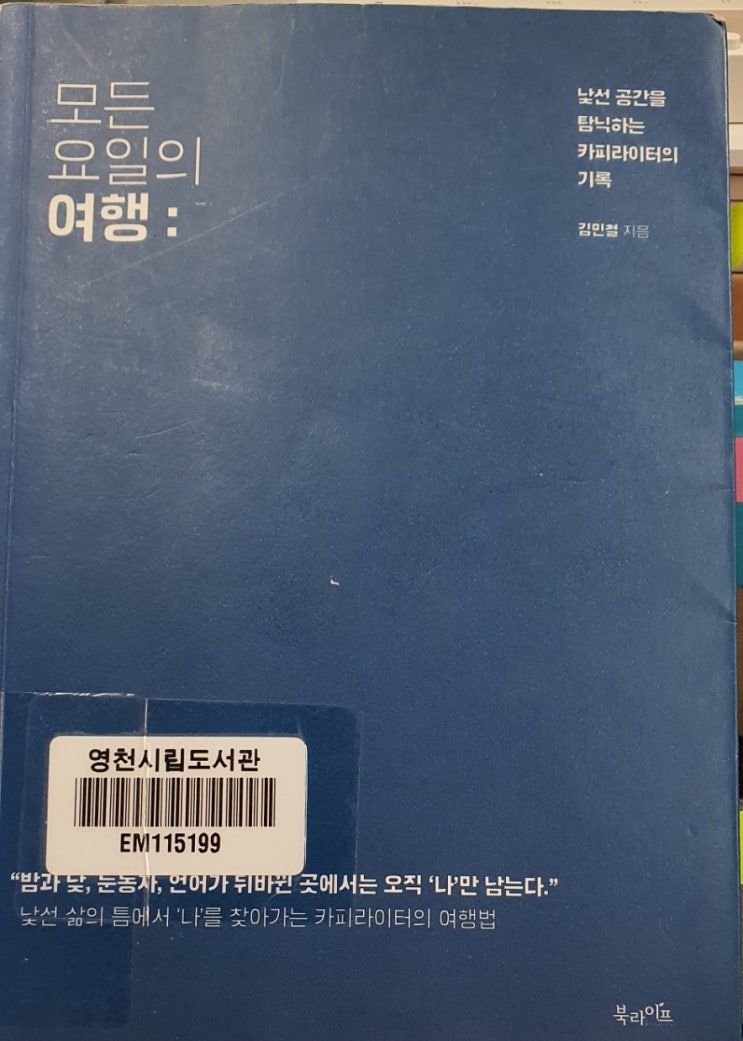 모든
요일의
여행 :
낯선 공간을
탐닉하는
카피라이터의
기록
김민철 지음
영천시립도서관
EM115199
“밤과 낮, 눈동자, 언어가 뒤바뀐 곳에서는 오직 ‘나’만 남는다.”
낯선 삶의 틈에서 ‘나’를 찾아가는 카피라이터의 여행법
북라이프